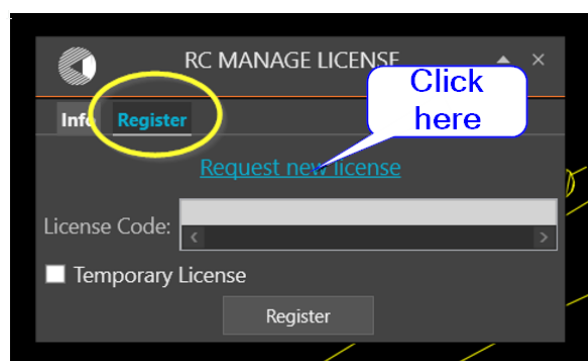 RC MANAGE LICENSE
Click
here
Info Register
Request new license
License Code:
Temporary License
Register